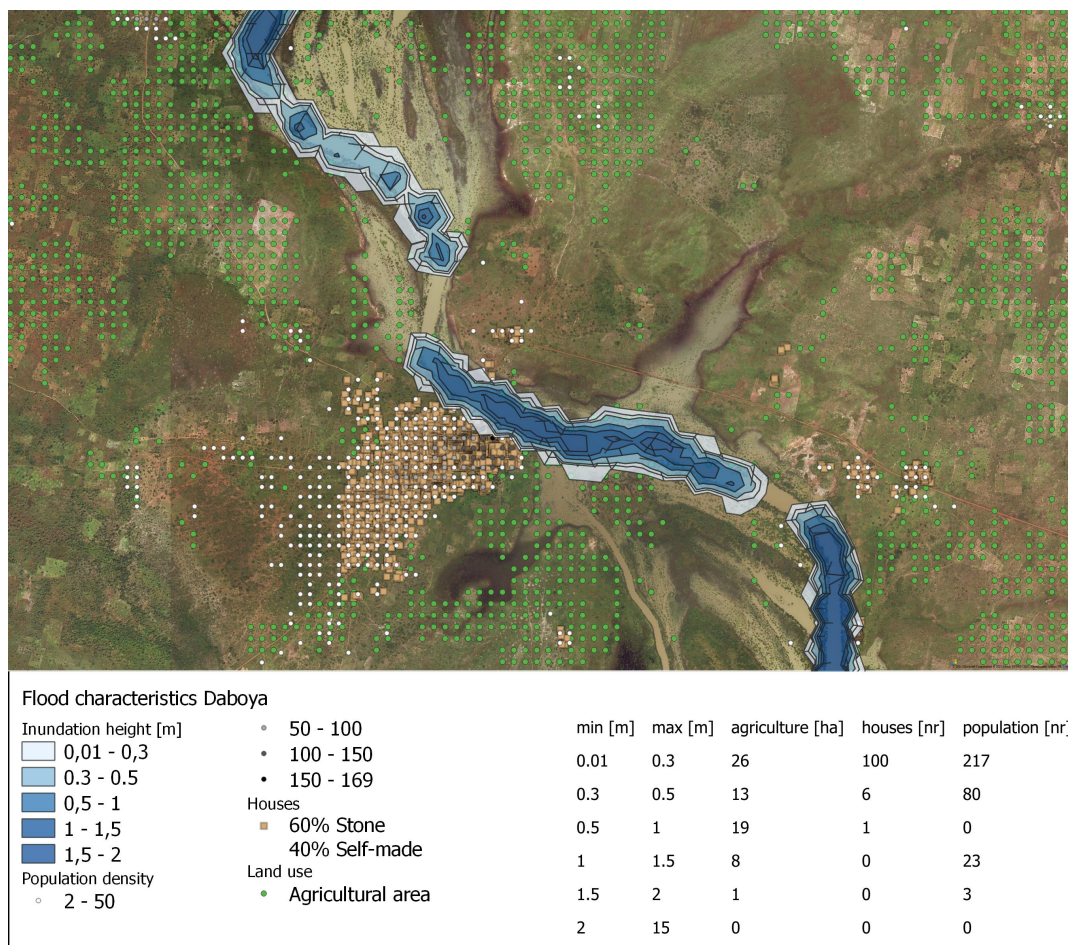 Flood characteristics Daboya
Inundation height [m]
0,01 - 0,3
0.3 - 0.5
0,5 - 1
1 - 1,5
1,5 - 2
Population density
2 - 50
50 - 100
100 - 150
150 - 169
Houses
60% Stone
40% Self-made
Land use
Agricultural area
min [m] max [m] agriculture [ha] houses [nr] population [nr]
0.01 0.3 26 100 217
0.3 0.5 13 6 80
0.5 1 19 1 0
1 1.5 8 0 23
1.5 2 1 0 3
2 15 0 0 0